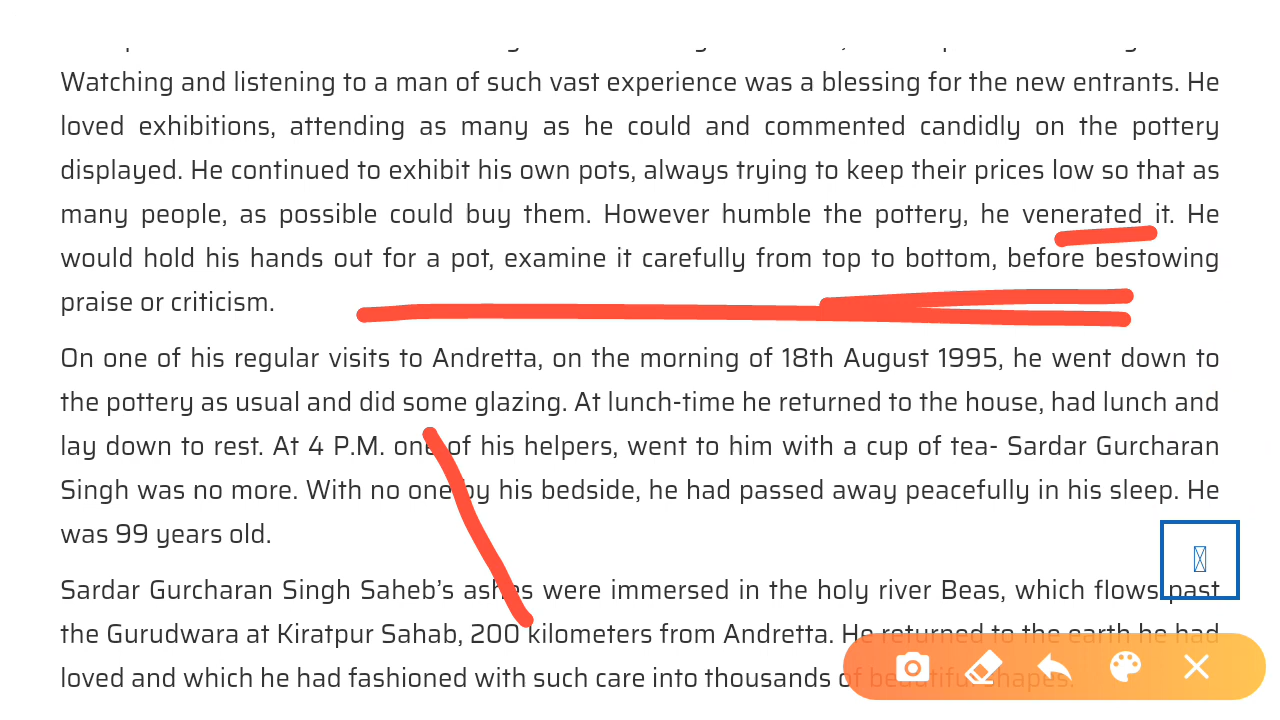 Watching and listening to a man of such vast experience was a blessing for the new entrants. He
loved exhibitions, attending as many as he could and commented candidly on the pottery
displayed. He continued to exhibit his own pots, always trying to keep their prices low so that as
many people, as possible could buy them. However humble the pottery, he venerated it. He
would hold his hands out for a pot, examine it carefully from top to bottom, before bestowing
praise or criticism.
On one of his regular visits to Andretta, on the morning of 18th August 1995, he went down to
the pottery as usual and did some glazing. At lunch-time he returned to the house, had lunch and
lay down to rest. At 4 P.M. one of his helpers, went to him with a cup of tea- Sardar Gurcharan
Singh was no more. With no one by his bedside, he had passed away peacefully in his sleep. He
was 99 years old.
Sardar Gurcharan Singh Saheb's ashes were immersed in the holy river Beas, which flows past
the Gurudwara at Kiratpur Sahab, 200 kilometers from Andretta. He returned to the earth he had
loved and which he had fashioned with such care into thousands of beautiful shapes.